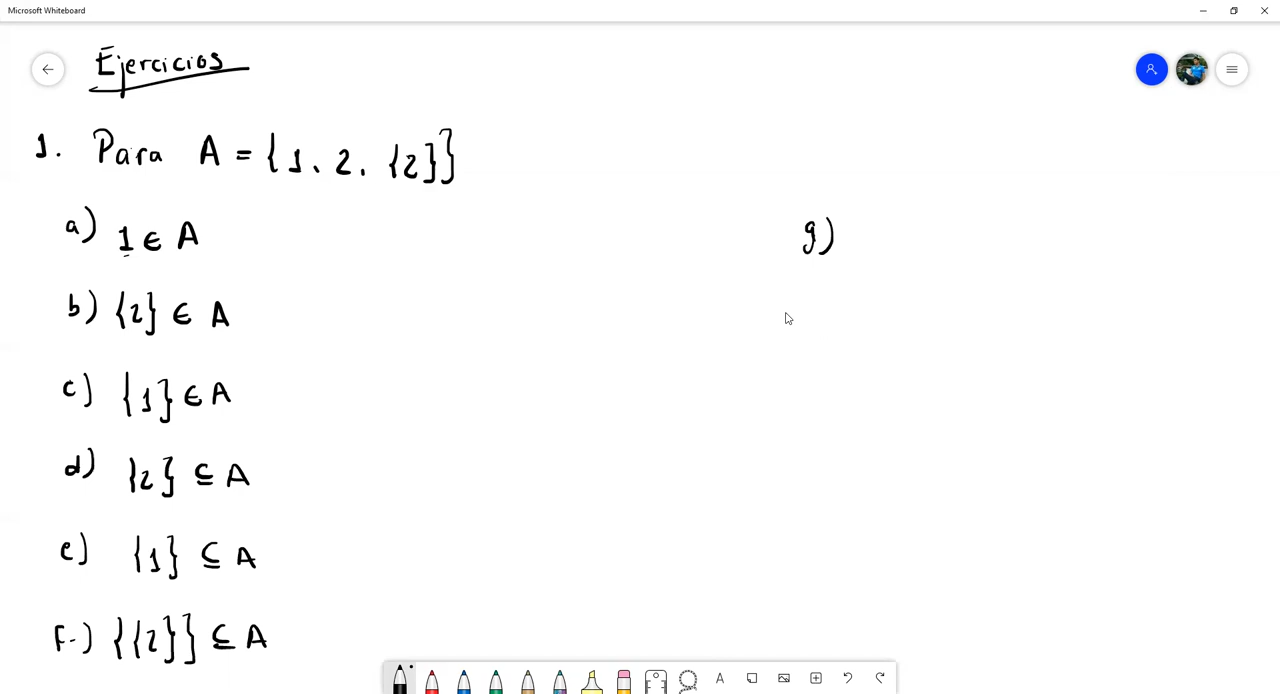 Microsoft Whiteboard
Ejercicios
1. Para A = {1, 2, {2}}
a) 1 ∈ A
b) {2} ∈ A
c) {1} ∈ A
d) {2} ⊆ A
e) {1} ⊆ A
F-) {{2}} ⊆ A
g)